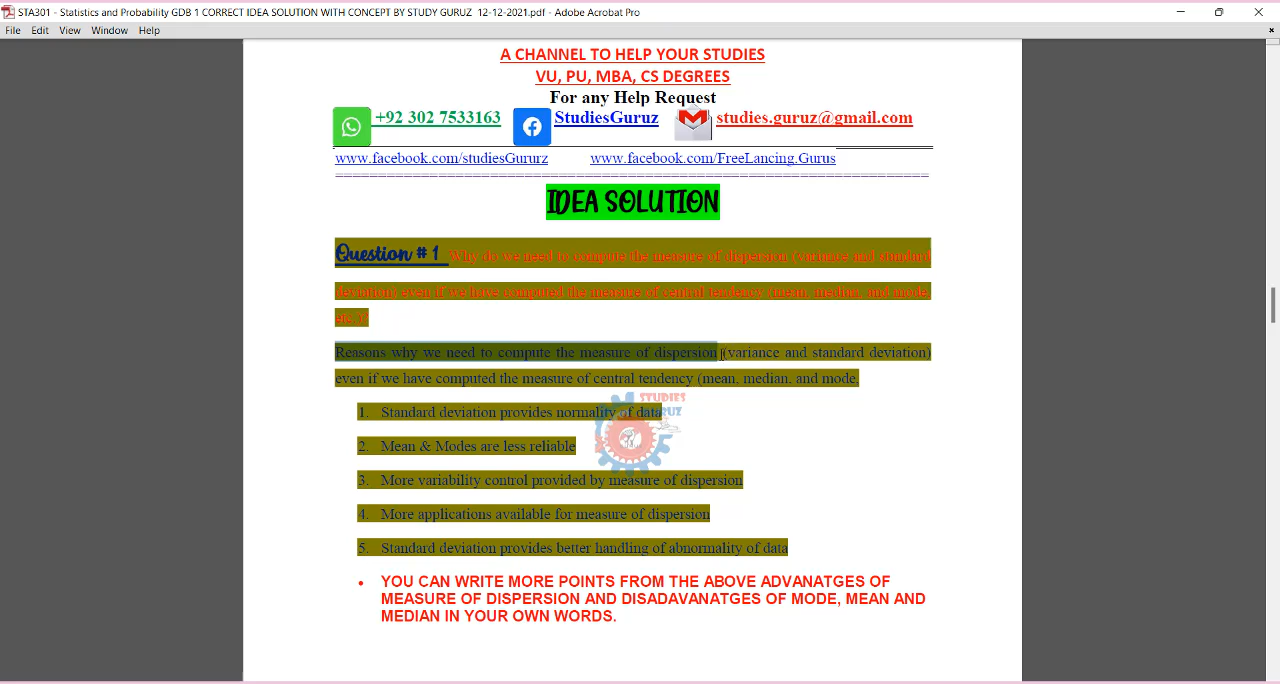 STA301 - Statistics and Probability GDB 1 CORRECT IDEA SOLUTION WITH CONCEPT BY STUDY GURUZ 12-12-2021.pdf - Adobe Acrobat Pro
File Edit View Window Help
A CHANNEL TO HELP YOUR STUDIES
VU, PU, MBA, CS DEGREES
For any Help Request
+92 302 7533163 StudiesGuruz studies.guruz@gmail.com
www.facebook.com/studiesGururz www.facebook.com/FreeLancing.Gurus
IDEA SOLUTION
Question # 1 Why do we need to compute the measure of dispersion (variance and standard
deviation) even if we have computed the measure of central tendency (mean, median, and mode,
etc.)?
Reasons why we need to compute the measure of dispersion (variance and standard deviation)
even if we have computed the measure of central tendency (mean, median, and mode,
1. Standard deviation provides normality of data
2. Mean & Modes are less reliable
3. More variability control provided by measure of dispersion
4. More applications available for measure of dispersion
5. Standard deviation provides better handling of abnormality of data
STUDIES
GURUZ
• YOU CAN WRITE MORE POINTS FROM THE ABOVE ADVANATGES OF
MEASURE OF DISPERSION AND DISADAVANATGES OF MODE, MEAN AND
MEDIAN IN YOUR OWN WORDS.